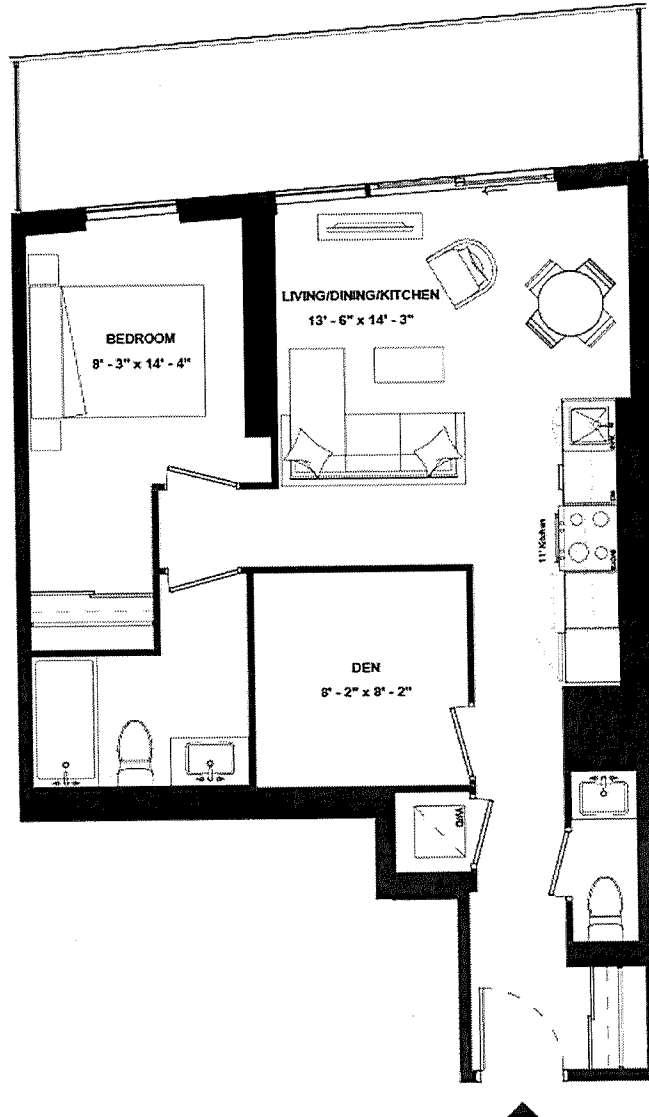 LIVING/DINING/KITCHEN
13' - 6" x 14' - 3"
BEDROOM
8' - 3" x 14' - 4"
11' Kitchen
DEN
8' - 2" x 8' - 2"
W/D